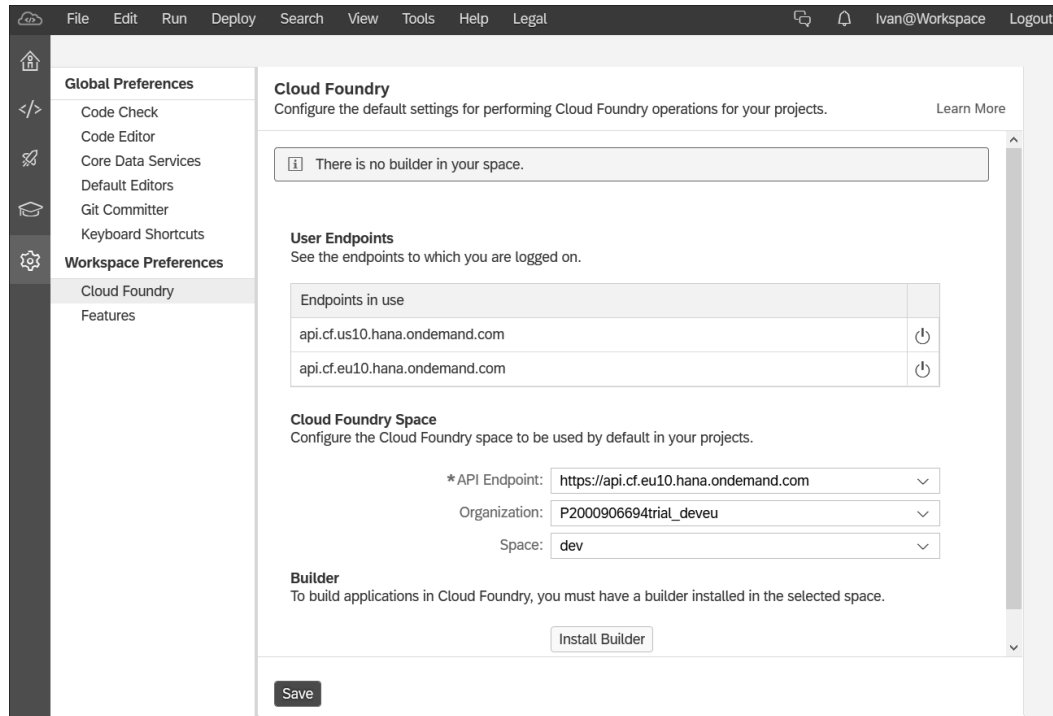 File Edit Run Deploy Search View Tools Help Legal Ivan@Workspace Logout
Global Preferences
Code Check
Code Editor
Core Data Services
Default Editors
Git Committer
Keyboard Shortcuts
Workspace Preferences
Cloud Foundry
Features
Cloud Foundry
Configure the default settings for performing Cloud Foundry operations for your projects.
Learn More
There is no builder in your space.
User Endpoints
See the endpoints to which you are logged on.
Endpoints in use
api.cf.us10.hana.ondemand.com
api.cf.eu10.hana.ondemand.com
Cloud Foundry Space
Configure the Cloud Foundry space to be used by default in your projects.
*API Endpoint: https://api.cf.eu10.hana.ondemand.com
Organization: P2000906694trial_deveu
Space: dev
Builder
To build applications in Cloud Foundry, you must have a builder installed in the selected space.
Install Builder
Save